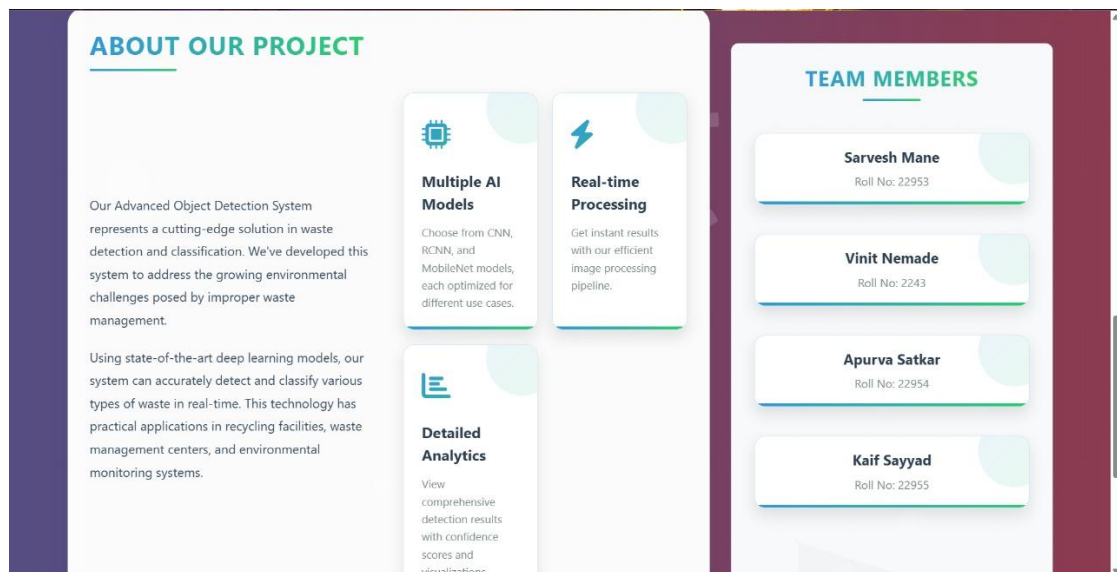 ABOUT OUR PROJECT
Our Advanced Object Detection System
represents a cutting-edge solution in waste
detection and classification. We've developed this
system to address the growing environmental
challenges posed by improper waste
management.
Using state-of-the-art deep learning models, our
system can accurately detect and classify various
types of waste in real-time. This technology has
practical applications in recycling facilities, waste
management centers, and environmental
monitoring systems.
Multiple AI
Models
Choose from CNN,
RCNN, and
MobileNet models,
each optimized for
different use cases.
Real-time
Processing
Get instant results
with our efficient
image processing
pipeline.
Detailed
Analytics
View
comprehensive
detection results
with confidence
scores and
visualizations
TEAM MEMBERS
Sarvesh Mane
Roll No: 22953
Vinit Nemade
Roll No: 2243
Apurva Satkar
Roll No: 22954
Kaif Sayyad
Roll No: 22955